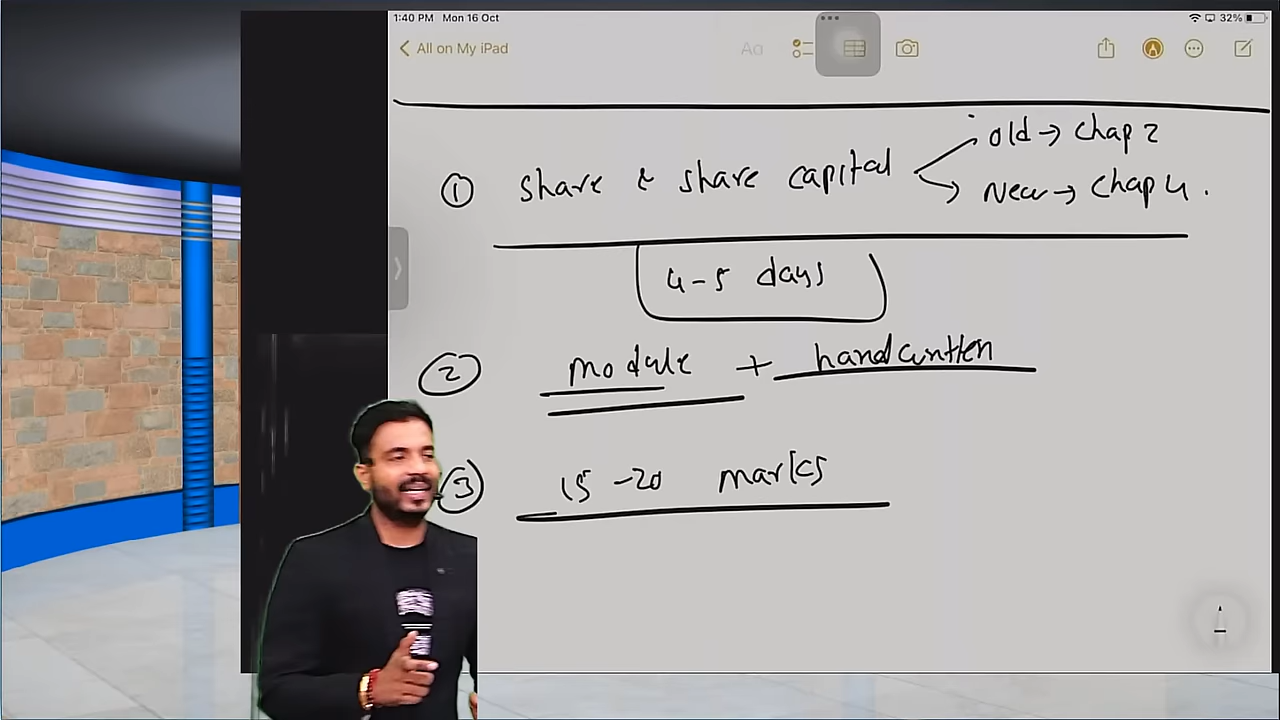 1:40 PM Mon 16 Oct
32%
All on My iPad
Aa
① Share & share capital
old → Chap 2
New → Chap 4.
4-5 days
② module + handwritten
③ 15-20 marks